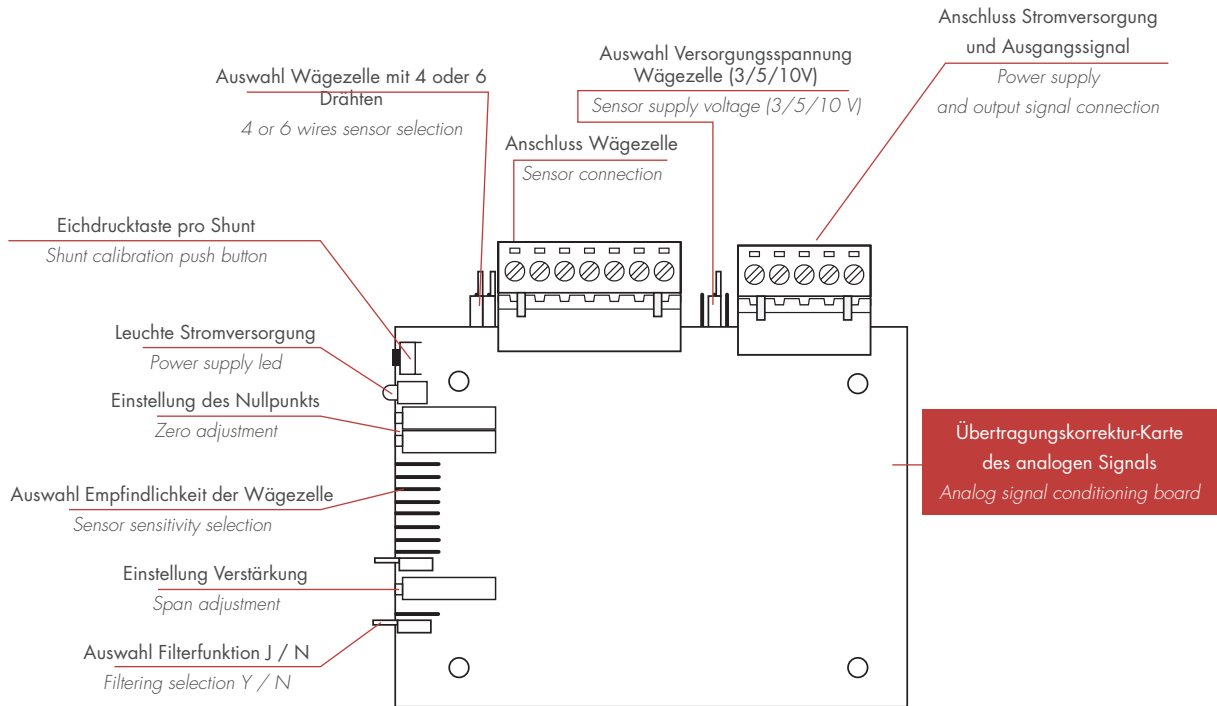 Anschluss Stromversorgung
und Ausgangssignal
Power supply
and output signal connection
Auswahl Versorgungsspannung
Wägezelle (3/5/10V)
Sensor supply voltage (3/5/10 V)
Auswahl Wägezelle mit 4 oder 6
Drähten
4 or 6 wires sensor selection
Anschluss Wägezelle
Sensor connection
Eichdrucktaste pro Shunt
Shunt calibration push button
Leuchte Stromversorgung
Power supply led
Einstellung des Nullpunkts
Zero adjustment
Auswahl Empfindlichkeit der Wägezelle
Sensor sensitivity selection
Einstellung Verstärkung
Span adjustment
Auswahl Filterfunktion J / N
Filtering selection Y / N
Übertragungskorrektur-Karte
des analogen Signals
Analog signal conditioning board